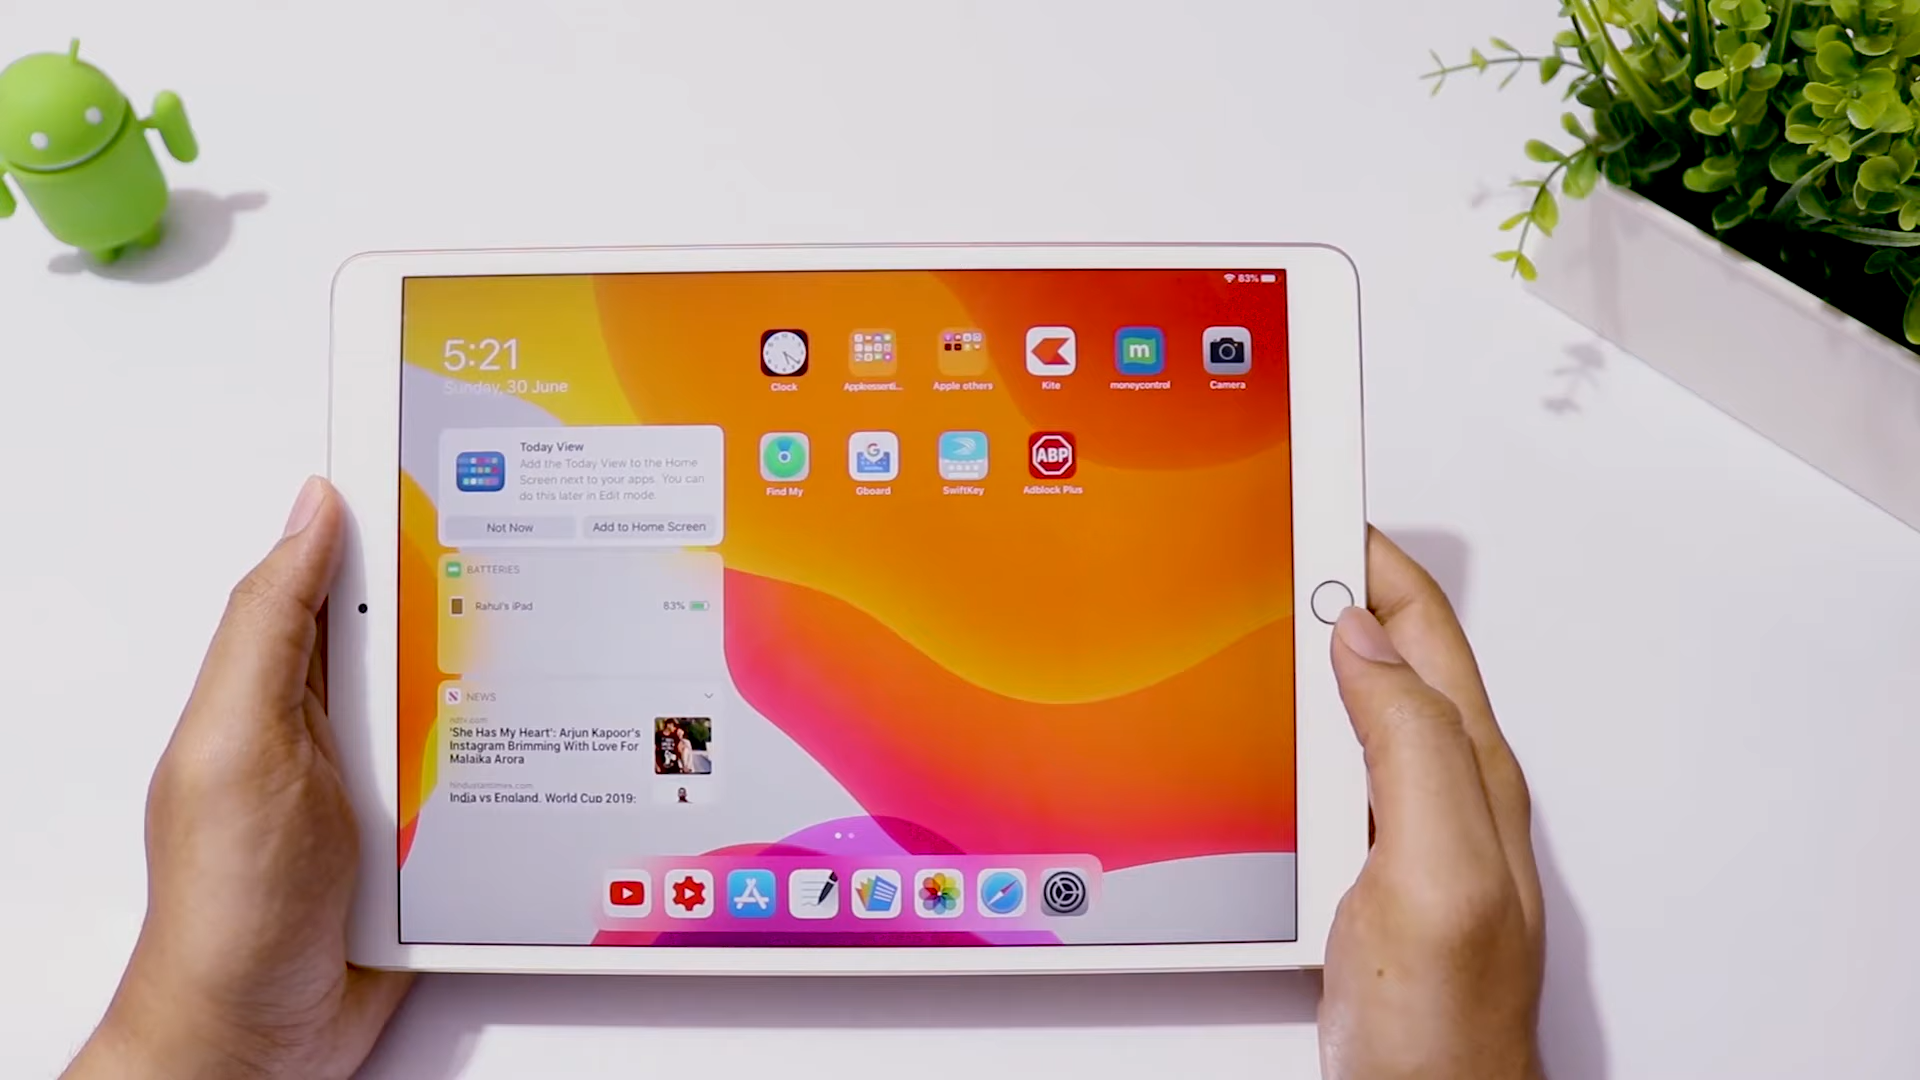 83%
5:21
Sunday, 30 June
Clock
Appleessenti...
Apple others
Kite
m
moneycontrol
Camera
Today View
Add the Today View to the Home
Screen next to your apps. You can
do this later in Edit mode.
Not Now
Add to Home Screen
G
ABP
Find My
Gboard
SwiftKey
Adblock Plus
BATTERIES
Rahul's iPad
83%
NEWS
ndtv.com
'She Has My Heart': Arjun Kapoor's
Instagram Brimming With Love For
Malaika Arora
hindustantimes.com
India vs England, World Cup 2019: